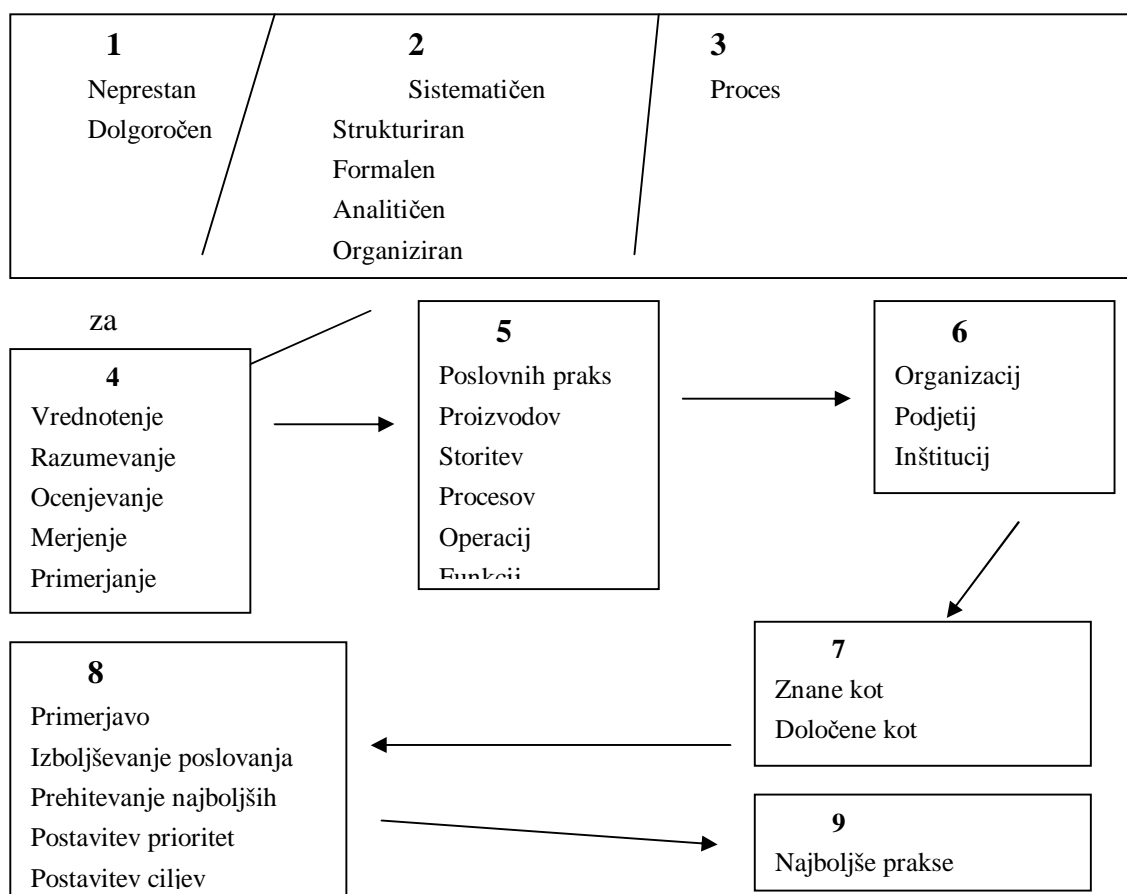 1
Neprestan
Dolgoročen
2
Sistematičen
Strukturiran
Formalen
Analitičen
Organiziran
3
Proces
za
4
Vrednotenje
Razumevanje
Ocenjevanje
Merjenje
Primerjanje
5
Poslovnih praks
Proizvodov
Storitev
Procesov
Operacij
Funkcij
6
Organizacij
Podjetij
Inštitucij
7
Znane kot
Določene kot
8
Primerjavo
Izboljševanje poslovanja
Prehitevanje najboljših
Postavitev prioritet
Postavitev ciljev
9
Najboljše prakse